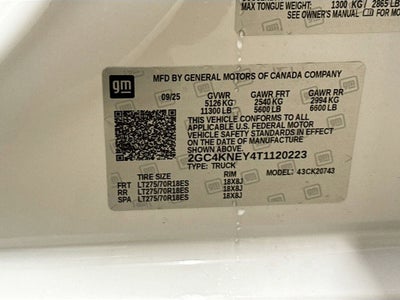 MAX TONGUE WEIGHT: 1300 KG 2865 LB
SEE OWNER'S MANUAL FOR MO
gm
MFD BY GENERAL MOTORS OF CANADA COMPANY
09/25 GVWR GAWR FRT GAWR RR
5126 KG 2540 KG 2994 KG
11300 LB 5600 LB 6600 LB
THIS VEHICLE CONFORMS TO ALL
APPLICABLE U.S. FEDERAL MOTOR
VEHICLE SAFETY STANDARDS IN EFFECT
ON THE DATE OF MANUFACTURE SHOWN ABOVE.
2GC4KNEY4T1120223
TYPE: TRUCK MODEL: 43CK20743
TIRE SIZE RIM
FRT LT275/70R18ES 18X8J
RR LT275/70R18ES 18X8J
SPA LT275/70R18ES 18X8J